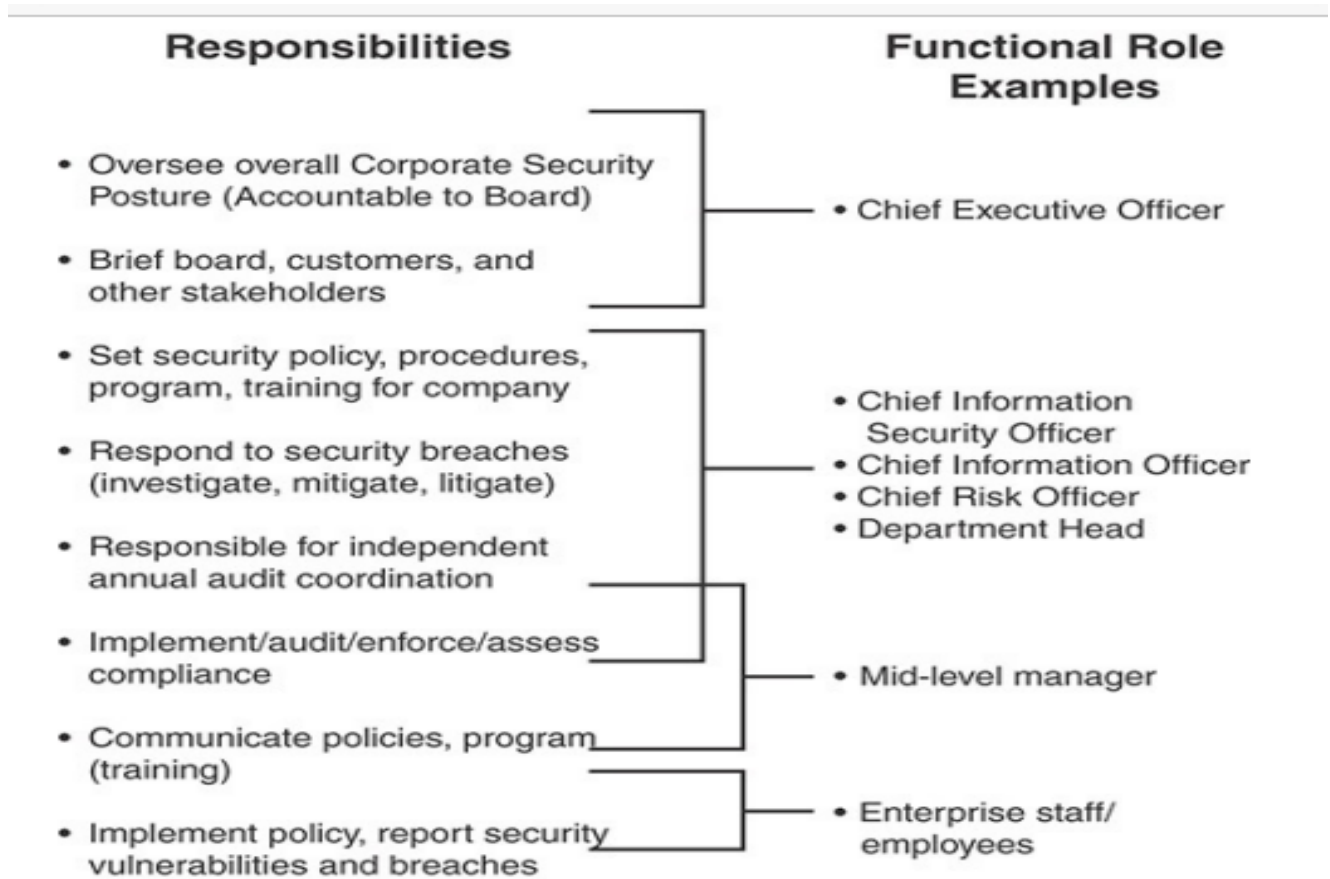 Responsibilities
• Oversee overall Corporate Security
Posture (Accountable to Board)
• Brief board, customers, and
other stakeholders
• Set security policy, procedures,
program, training for company
• Respond to security breaches
(investigate, mitigate, litigate)
• Responsible for independent
annual audit coordination
• Implement/audit/enforce/assess
compliance
• Communicate policies, program
(training)
• Implement policy, report security
vulnerabilities and breaches
Functional Role
Examples
• Chief Executive Officer
• Chief Information
Security Officer
• Chief Information Officer
• Chief Risk Officer
• Department Head
• Mid-level manager
• Enterprise staff/
employees